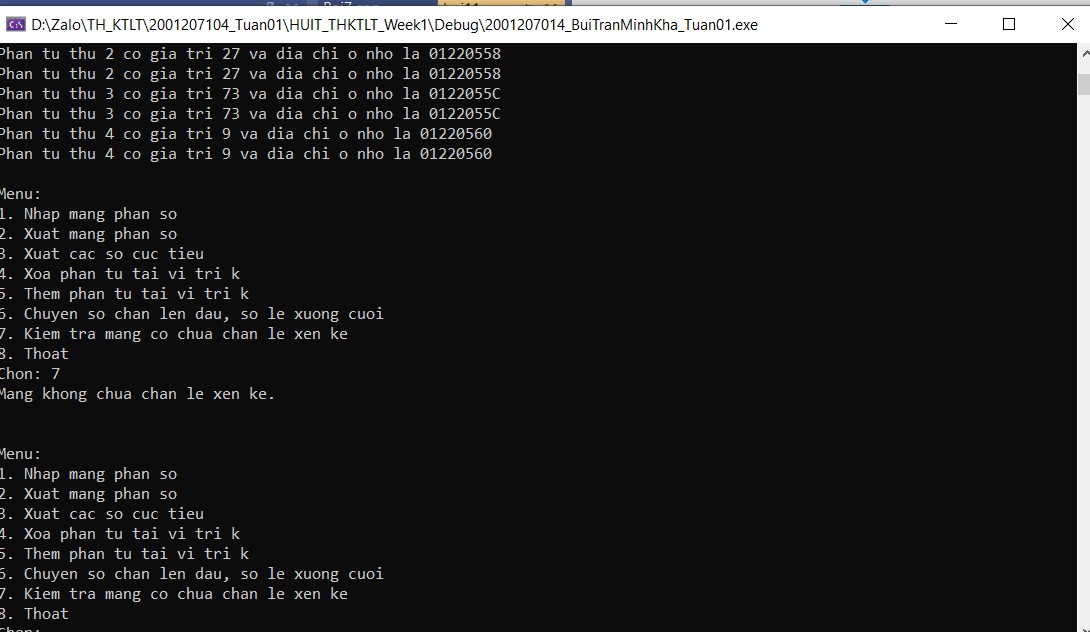 D:\Zalo\TH_KTLT\2001207104_Tuan01\HUIT_THKTLT_Week1\Debug\2001207014_BuiTranMinhKha_Tuan01.exe
Phan tu thu 2 co gia tri 27 va dia chi o nho la 01220558
Phan tu thu 2 co gia tri 27 va dia chi o nho la 01220558
Phan tu thu 3 co gia tri 73 va dia chi o nho la 0122055C
Phan tu thu 3 co gia tri 73 va dia chi o nho la 0122055C
Phan tu thu 4 co gia tri 9 va dia chi o nho la 01220560
Phan tu thu 4 co gia tri 9 va dia chi o nho la 01220560
Menu:
1. Nhap mang phan so
2. Xuat mang phan so
3. Xuat cac so cuc tieu
4. Xoa phan tu tai vi tri k
5. Them phan tu tai vi tri k
6. Chuyen so chan len dau, so le xuong cuoi
7. Kiem tra mang co chua chan le xen ke
8. Thoat
Chon: 7
Mang khong chua chan le xen ke.
Menu:
1. Nhap mang phan so
2. Xuat mang phan so
3. Xuat cac so cuc tieu
4. Xoa phan tu tai vi tri k
5. Them phan tu tai vi tri k
6. Chuyen so chan len dau, so le xuong cuoi
7. Kiem tra mang co chua chan le xen ke
8. Thoat
Chon: